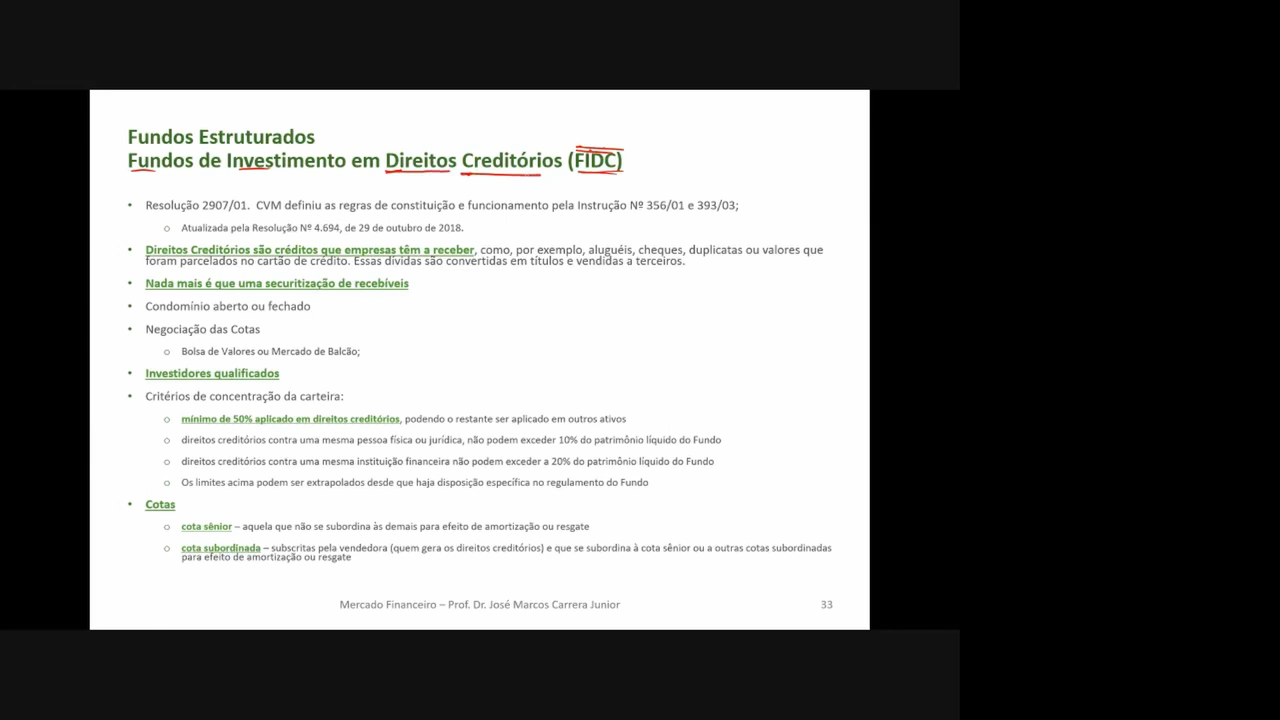 Fundos Estruturados
Fundos de Investimento em Direitos Creditórios (FIDC)
• Resolução 2907/01. CVM definiu as regras de constituição e funcionamento pela Instrução Nº 356/01 e 393/03;
o Atualizada pela Resolução Nº 4.694, de 29 de outubro de 2018.
• Direitos Creditórios são créditos que empresas têm a receber, como, por exemplo, aluguéis, cheques, duplicatas ou valores que
foram parcelados no cartão de crédito. Essas dívidas são convertidas em títulos e vendidas a terceiros.
• Nada mais é que uma securitização de recebíveis
• Condomínio aberto ou fechado
• Negociação das Cotas
o Bolsa de Valores ou Mercado de Balcão;
• Investidores qualificados
• Critérios de concentração da carteira:
o mínimo de 50% aplicado em direitos creditórios, podendo o restante ser aplicado em outros ativos
o direitos creditórios contra uma mesma pessoa física ou jurídica, não podem exceder 10% do patrimônio líquido do Fundo
o direitos creditórios contra uma mesma instituição financeira não podem exceder a 20% do patrimônio líquido do Fundo
o Os limites acima podem ser extrapolados desde que haja disposição específica no regulamento do Fundo
• Cotas
o cota sênior – aquela que não se subordina às demais para efeito de amortização ou resgate
o cota subordinada – subscritas pela vendedora (quem gera os direitos creditórios) e que se subordina à cota sênior ou a outras cotas subordinadas
para efeito de amortização ou resgate
Mercado Financeiro – Prof. Dr. José Marcos Carrera Junior 33